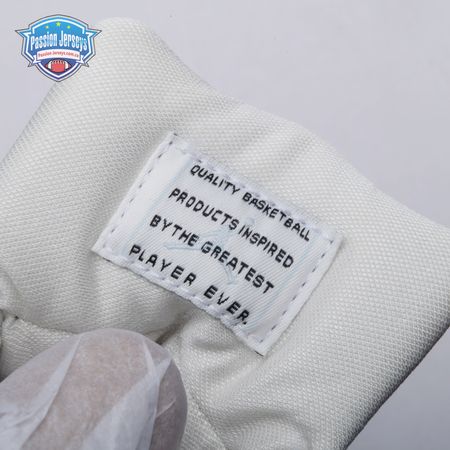 Passion Jerseys
QUALITY BASKETBALL
PRODUCTS INSPIRED
BY THE GREATEST
PLAYER EVER.